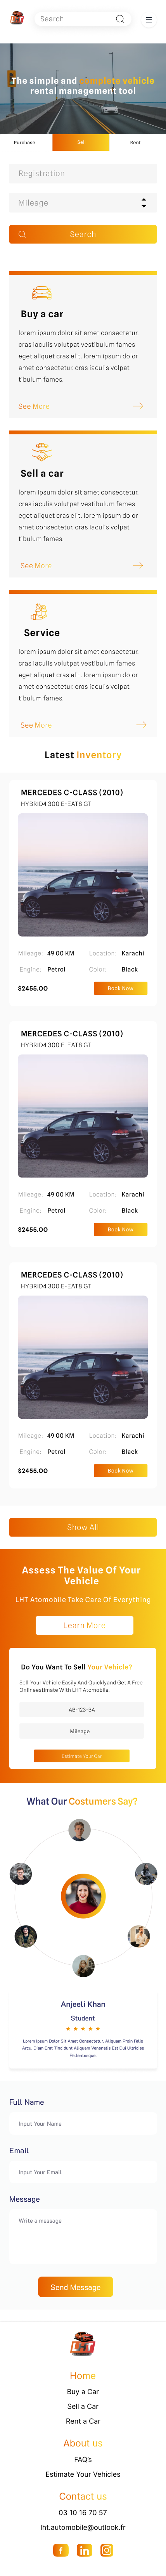 Search
The simple and complete vehicle
rental management tool
Purchase
Sell
Rent
Registration
Mileage
Search
Buy a car
lorem ipsum dolor sit amet consectetur.
cras iaculis volutpat vestibulum fames
eget aliquet cras elit. lorem ipsum dolor
sit amet consectetur. cras iaculis volpat
tibulum fames.
See More
Sell a car
lorem ipsum dolor sit amet consectetur.
cras iaculis volutpat vestibulum fames
eget aliquet cras elit. lorem ipsum dolor
sit amet consectetur. cras iaculis volpat
tibulum fames.
See More
Service
lorem ipsum dolor sit amet consectetur.
cras iaculis volutpat vestibulum fames
eget aliquet cras elit. lorem ipsum dolor
sit amet consectetur. cras iaculis volpat
tibulum fames.
See More
Latest Inventory
MERCEDES C-CLASS (2010)
HYBRID4 300 E-EAT8 GT
Mileage: 49 00 KM Location: Karachi
Engine: Petrol Color: Black
$2455.00 Book Now
MERCEDES C-CLASS (2010)
HYBRID4 300 E-EAT8 GT
Mileage: 49 00 KM Location: Karachi
Engine: Petrol Color: Black
$2455.00 Book Now
MERCEDES C-CLASS (2010)
HYBRID4 300 E-EAT8 GT
Mileage: 49 00 KM Location: Karachi
Engine: Petrol Color: Black
$2455.00 Book Now
Show All
Assess The Value Of Your
Vehicle
LHT Atomobile Take Care Of Everything
Learn More
Do You Want To Sell Your Vehicle?
Sell Your Vehicle Easily And Quicklyand Get A Free
Onlineestimate With LHT Atomobile.
AB-123-BA
Mileage
Estimate Your Car
What Our Costumers Say?
Anjeeli Khan
Student
Lorem Ipsum Dolor Sit Amet Consectetur. Aliquam Proin Felis
Arcu. Diam Erat Tincidunt Aliquam Venenatis Est Dui Ultricies
Pellentesque.
Full Name
Input Your Name
Email
Input Your Email
Message
Write a message
Send Message
LHT
Home
Buy a Car
Sell a Car
Rent a Car
About us
FAQ's
Estimate Your Vehicles
Contact us
03 10 16 70 57
lht.automobile@outlook.fr